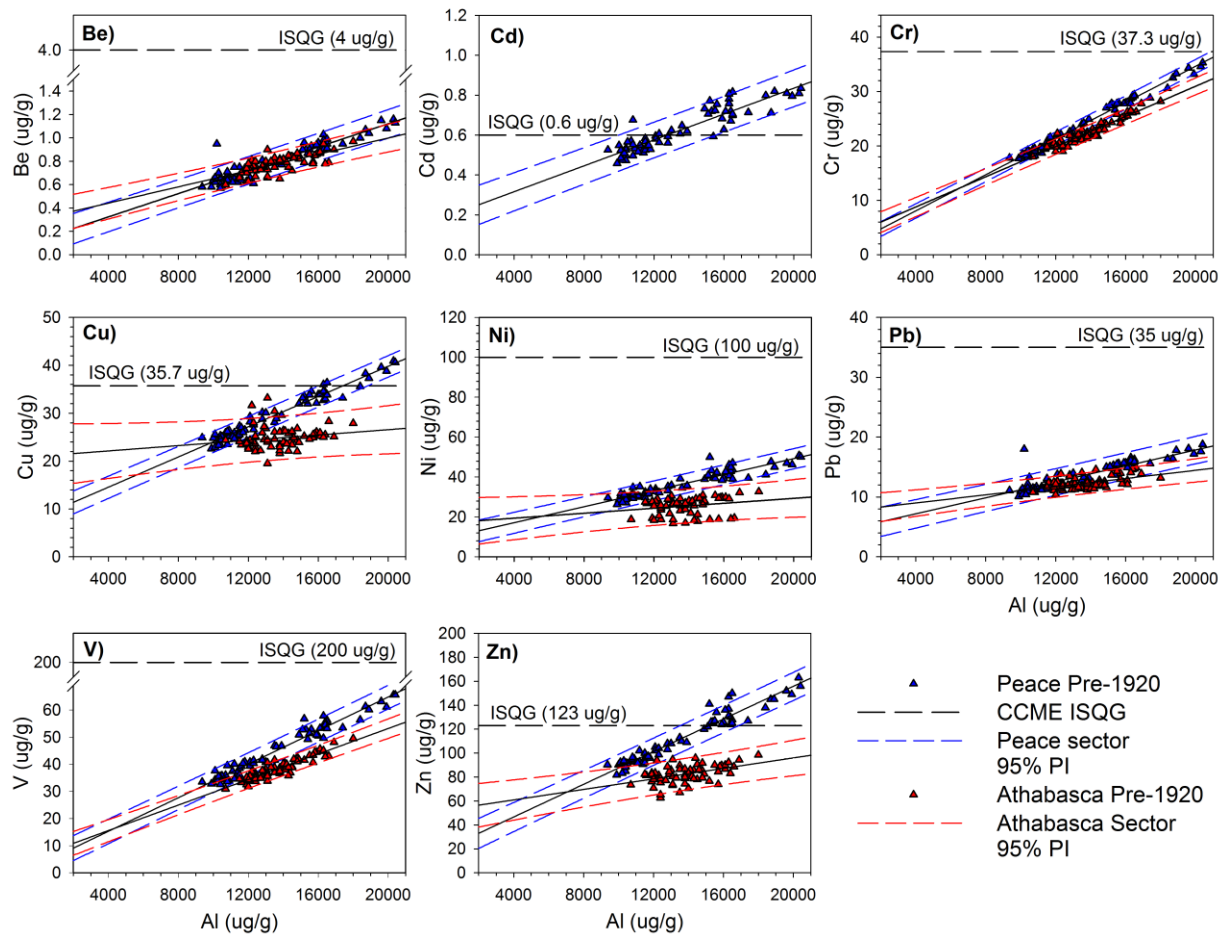 Be)
ISQG (4 ug/g)
4.0
1.4
1.2
1.0
0.8
0.6
0.4
0.2
0.0
Be (ug/g)
4000 8000 12000 16000 20000
Cd)
ISQG (0.6 ug/g)
1.2
1.0
0.8
0.6
0.4
0.2
0.0
Cd (ug/g)
4000 8000 12000 16000 20000
Cr)
ISQG (37.3 ug/g)
40
30
20
10
0
Cr (ug/g)
4000 8000 12000 16000 20000
Cu)
ISQG (35.7 ug/g)
50
40
30
20
10
0
Cu (ug/g)
4000 8000 12000 16000 20000
Ni)
ISQG (100 ug/g)
120
100
80
60
40
20
0
Ni (ug/g)
4000 8000 12000 16000 20000
Pb)
ISQG (35 ug/g)
40
30
20
10
0
Pb (ug/g)
4000 8000 12000 16000 20000
Al (ug/g)
V)
ISQG (200 ug/g)
200
60
50
40
30
20
10
0
V (ug/g)
4000 8000 12000 16000 20000
Al (ug/g)
Zn)
ISQG (123 ug/g)
200
180
160
140
120
100
80
60
40
20
0
Zn (ug/g)
4000 8000 12000 16000 20000
Al (ug/g)
Peace Pre-1920
CCME ISQG
Peace sector
95% PI
Athabasca Pre-1920
Athabasca Sector
95% PI